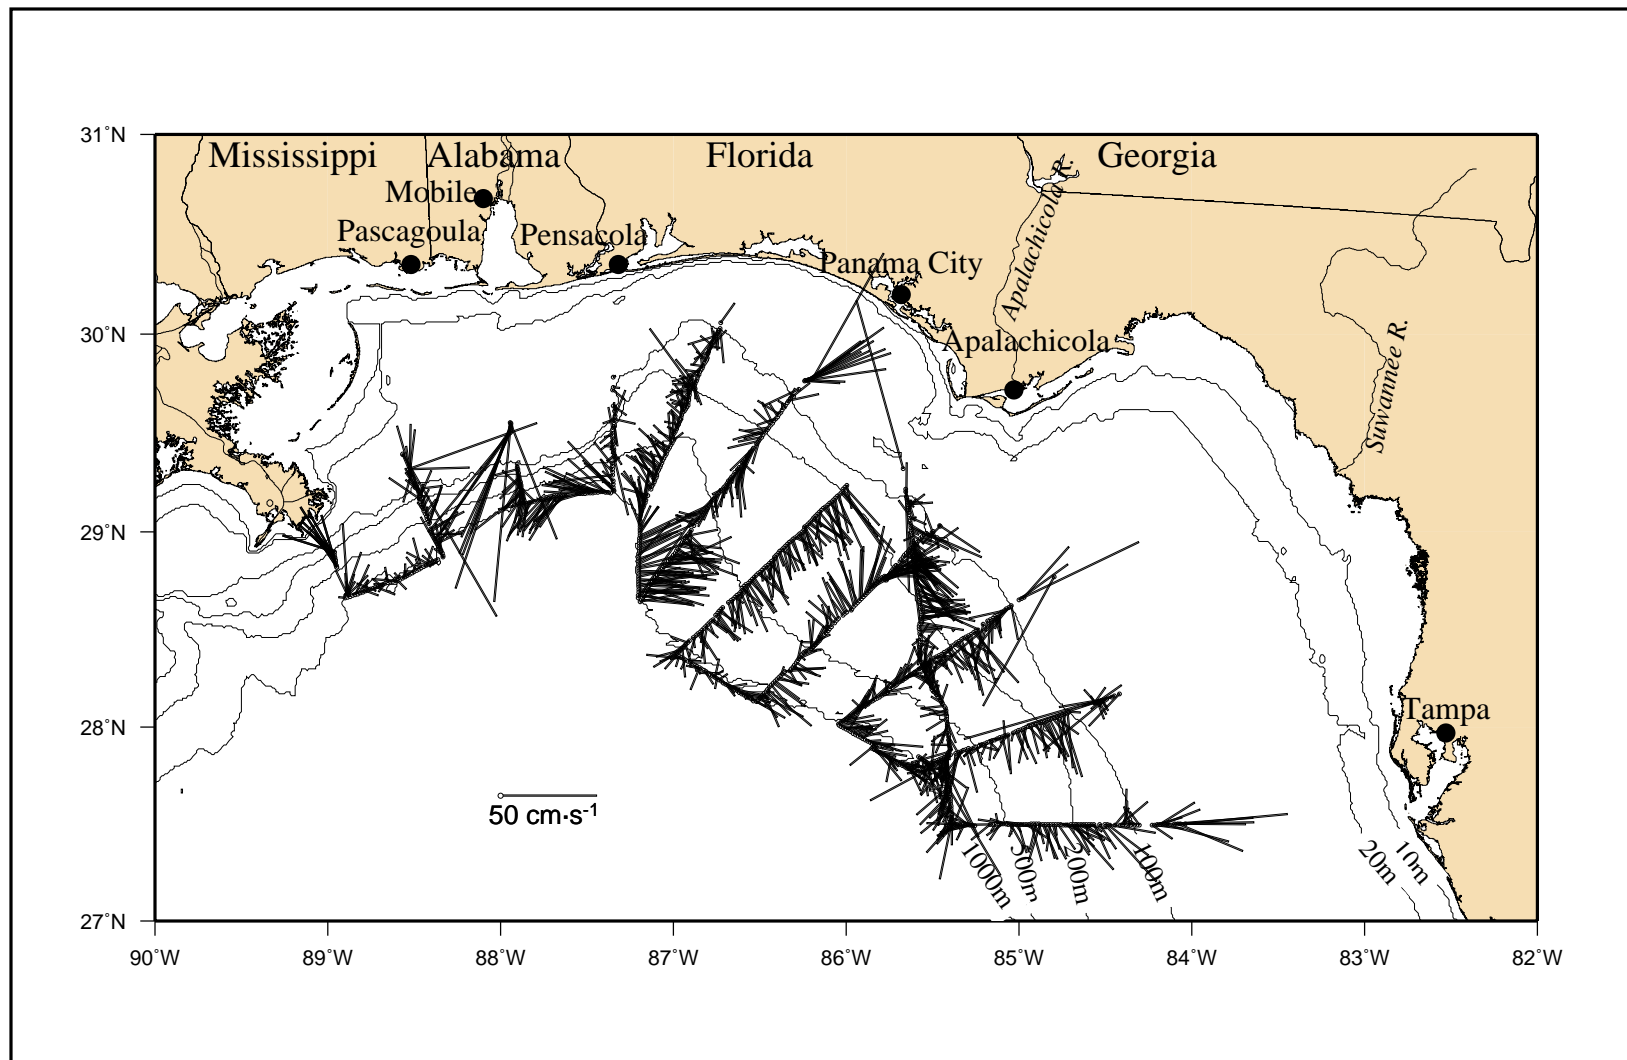 31°N
Mississippi Alabama Florida Georgia
Mobile
Apalachicola R.
Pascagoula Pensacola
Panama City
30°N
Apalachicola
Suwannee R.
29°N
28°N
Tampa
50 cm·s-1
1000m 500m 200m 100m 20m 10m
27°N
90°W 89°W 88°W 87°W 86°W 85°W 84°W 83°W 82°W